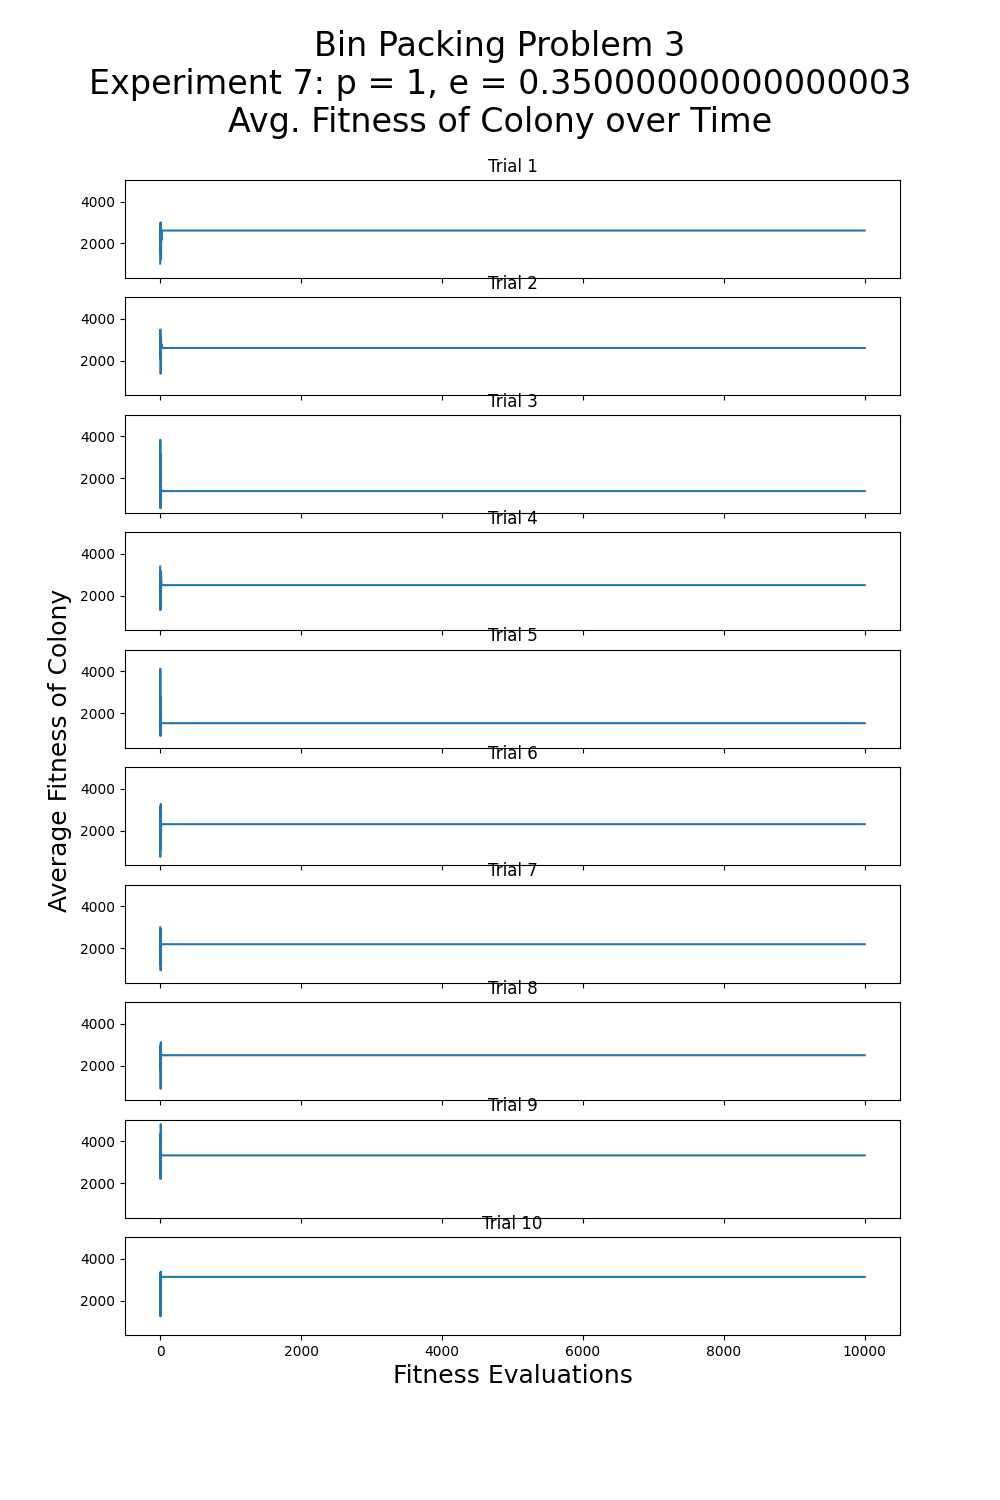 Bin Packing Problem 3
Experiment 7: p = 1, e = 0.35000000000000003
Avg. Fitness of Colony over Time
Average Fitness of Colony
Trial 1
4000
2000
Trial 2
4000
2000
Trial 3
4000
2000
Trial 4
4000
2000
Trial 5
4000
2000
Trial 6
4000
2000
Trial 7
4000
2000
Trial 8
4000
2000
Trial 9
4000
2000
Trial 10
4000
2000
0 2000 4000 6000 8000 10000
Fitness Evaluations